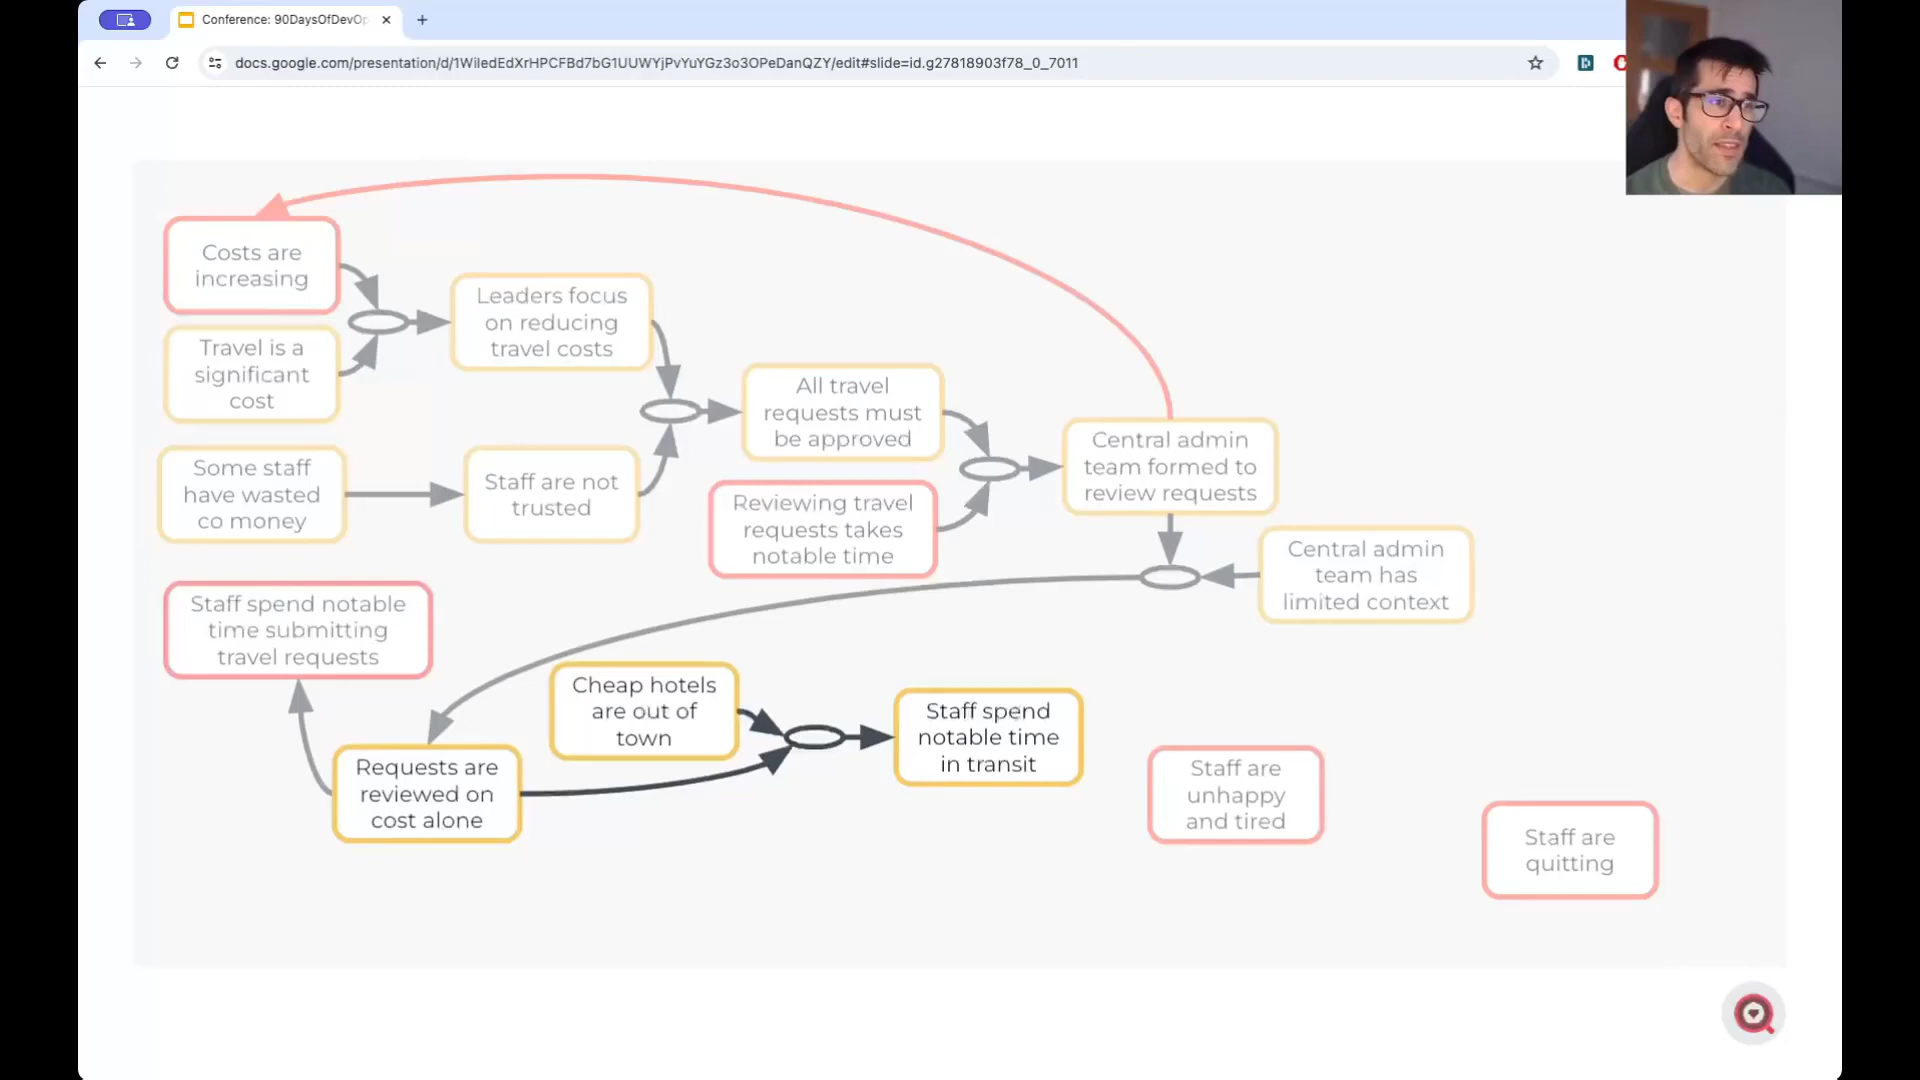 Conference: 90DaysOfDevOp
docs.google.com/presentation/d/1WiledEdXrHPCFBd7bG1UUWYjPvYuYGz3o3OPeDanQZY/edit#slide=id.g27818903f78_0_7011
Costs are
increasing
Travel is a
significant
cost
Leaders focus
on reducing
travel costs
Some staff
have wasted
co money
Staff are not
trusted
All travel
requests must
be approved
Reviewing travel
requests takes
notable time
Central admin
team formed to
review requests
Central admin
team has
limited context
Staff spend notable
time submitting
travel requests
Cheap hotels
are out of
town
Staff spend
notable time
in transit
Requests are
reviewed on
cost alone
Staff are
unhappy
and tired
Staff are
quitting